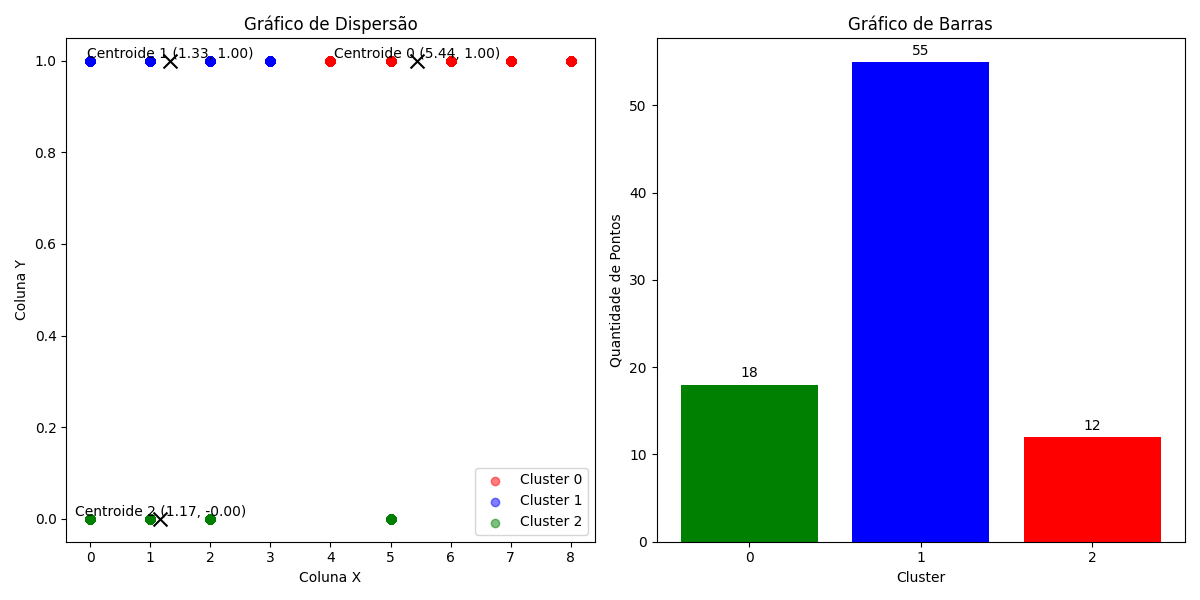 Gráfico de Dispersão
Centroide 1 (1.33, 1.00)
Centroide 0 (5.44, 1.00)
1.0
0.8
0.6
0.4
0.2
0.0
Coluna Y
Centroide 2 (1.17, -0.00)
Cluster 0
Cluster 1
Cluster 2
0 1 2 3 4 5 6 7 8
Coluna X
Gráfico de Barras
55
18
12
50
40
30
20
10
0
Quantidade de Pontos
0 1 2
Cluster